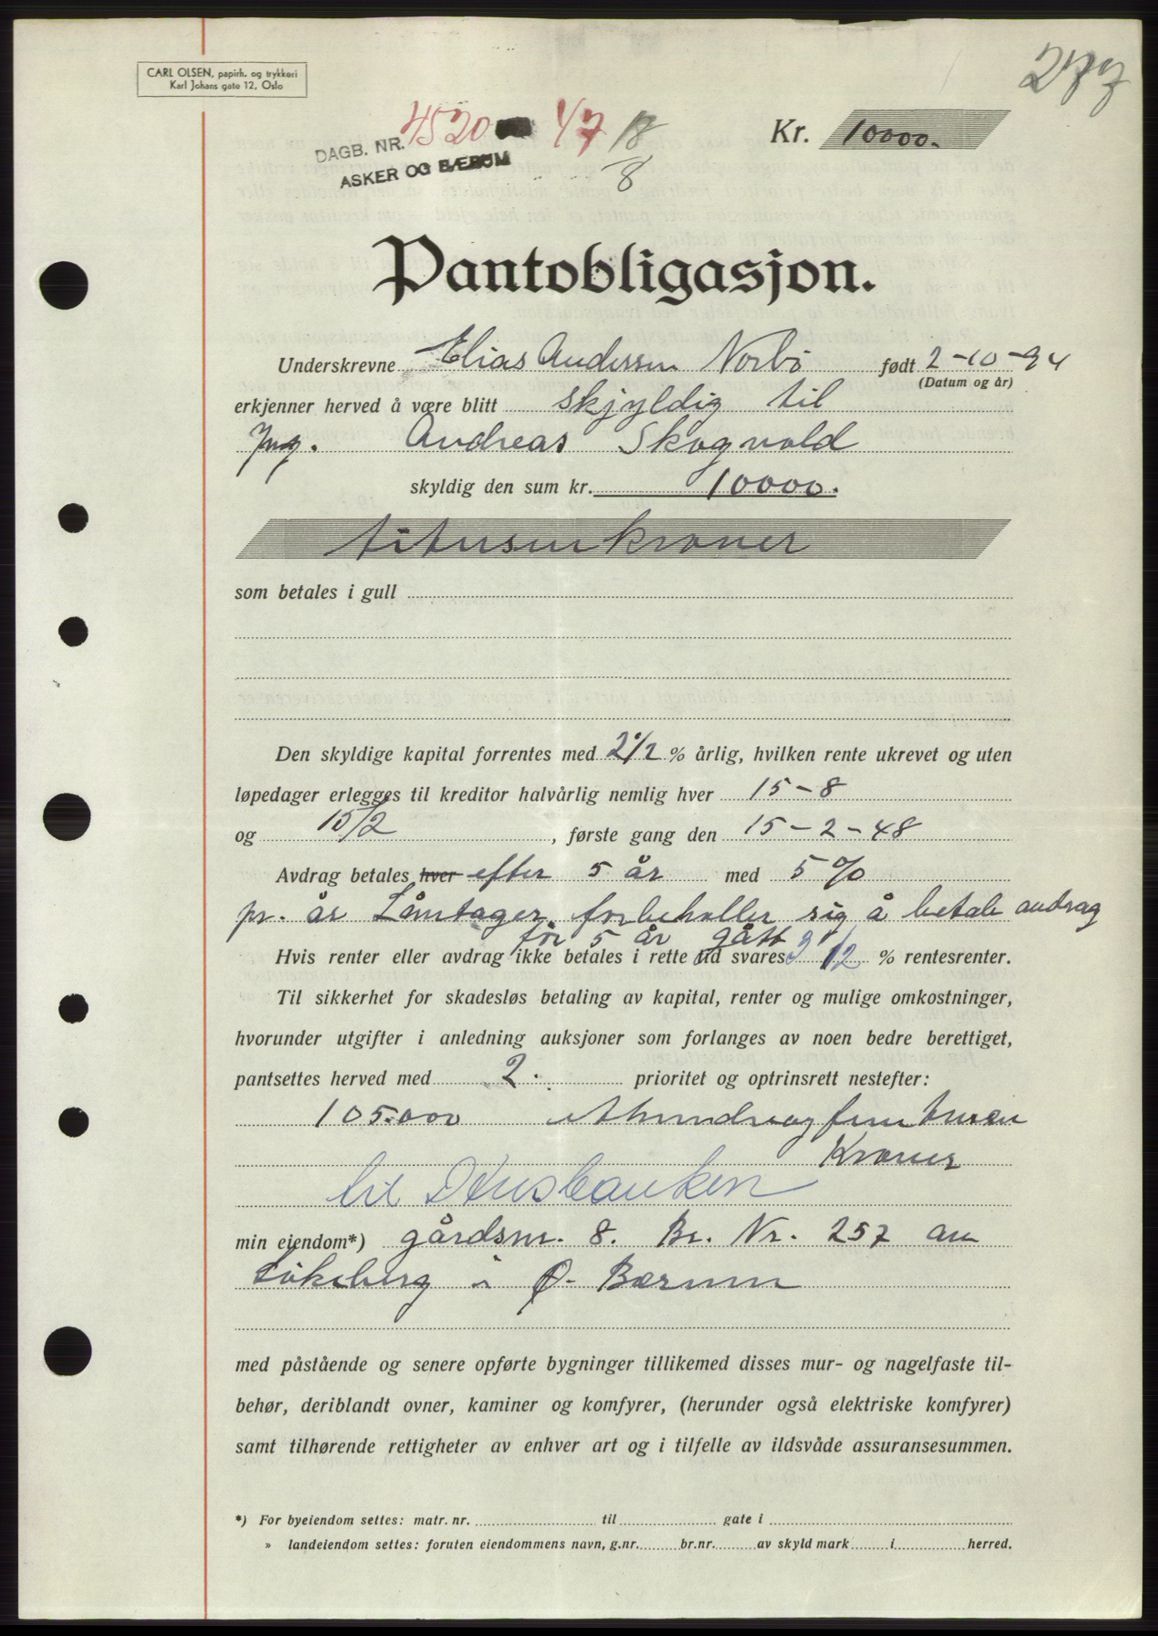 277
CARL OLSEN, papirh. og trykkeri
Karl Johans gate 12, Oslo
DAGB. NR. 4520 47 18/8
ASKER OG BÆRUM
Kr. 10000.
Pantobligasjon.
Underskrevne Elias Andersen Norbö født 2-10-94
(Datum og år)
erkjenner herved å være blitt skyldig til
Ing. Andreas Skogvold
skyldig den sum kr. 10000.
titusen kroner
som betales i gull
Den skyldige kapital forrentes med 2 1/2 % årlig, hvilken rente ukrevet og uten
løpedager erlegges til kreditor halvårlig nemlig hver 15-8
og 15/2, første gang den 15-2-48
Avdrag betales hver efter 5 år med 5 %
pr. år Låntager forbeholler sig å betale avdrag
før 5 år gått
Hvis renter eller avdrag ikke betales i rette tid svares 2 1/2 % rentesrenter.
Til sikkerhet for skadesløs betaling av kapital, renter og mulige omkostninger,
hvorunder utgifter i anledning auksjoner som forlanges av noen bedre berettiget,
pantsettes herved med 2. prioritet og optrinsrett nestefter:
105.000 ethundreogfemtusen
Kroner
til Husbanken
min eiendom*) gårdsnr. 8. Br. Nr. 257 av
Lökeberg i Ø. Bærum
med påstående og senere opførte bygninger tillikemed disses mur- og nagelfaste til-
behør, deriblandt ovner, kaminer og komfyrer, (herunder også elektriske komfyrer)
samt tilhørende rettigheter av enhver art og i tilfelle av ildsvåde assuransesummen.
*) For byeiendom settes: matr. nr. til gate i
» landeiendom settes: foruten eiendommens navn, g.nr. br.nr. av skyld mark i herred.